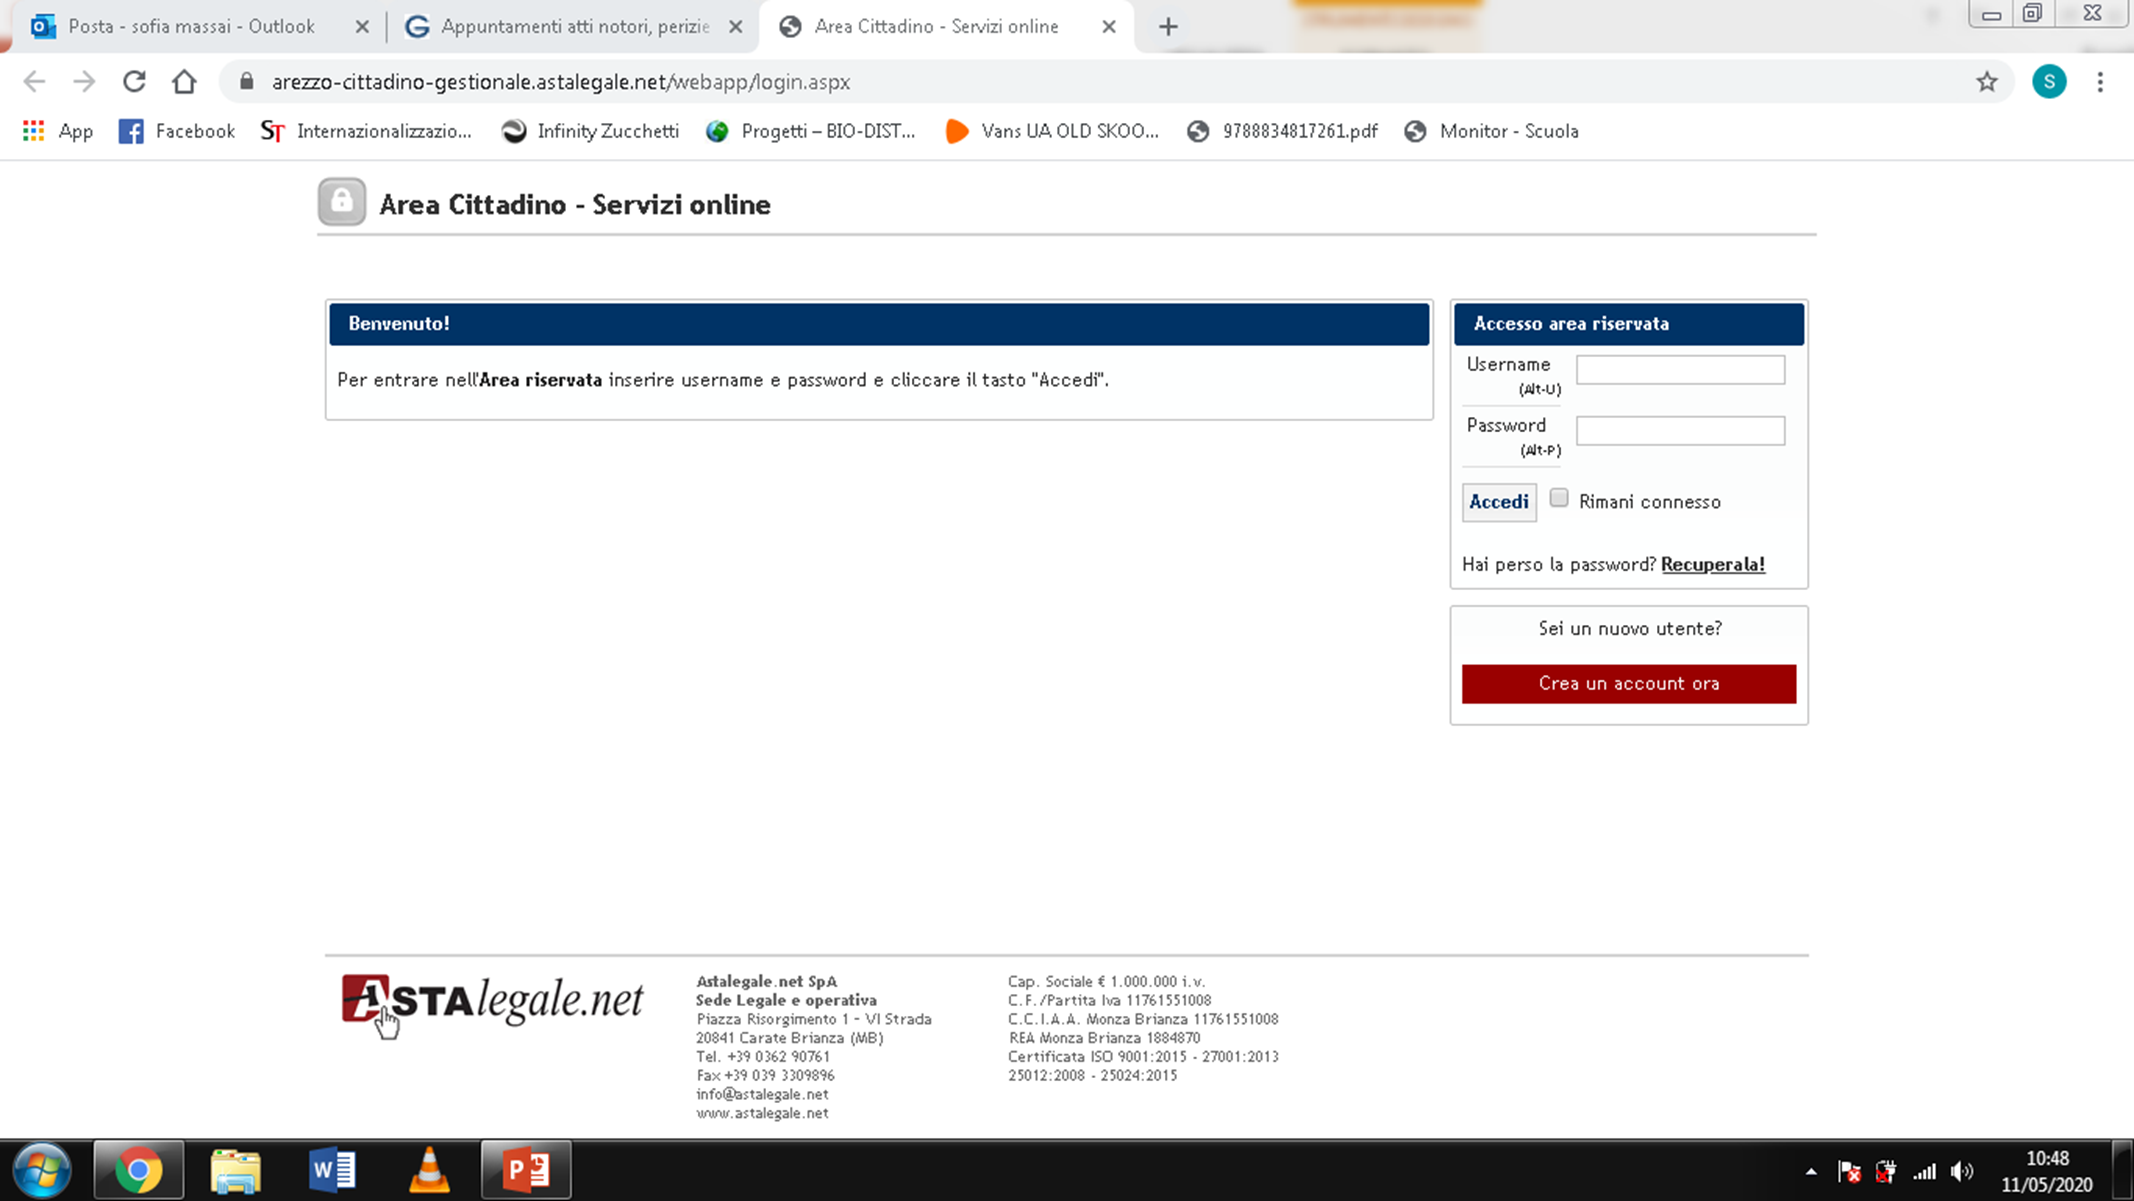 Posta - sofia massai - Outlook
Appuntamenti atti notori, perizie
Area Cittadino - Servizi online
arezzo-cittadino-gestionale.astalegale.net/webapp/login.aspx
S
App
Facebook
ST
Internazionalizzazio...
Infinity Zucchetti
Progetti – BIO-DIST...
Vans UA OLD SKOO...
9788834817261.pdf
Monitor - Scuola
Area Cittadino - Servizi online
Benvenuto!
Per entrare nell'Area riservata inserire username e password e cliccare il tasto "Accedi".
Accesso area riservata
Username
(Alt-U)
Password
(Alt-P)
Accedi
Rimani connesso
Hai perso la password? Recuperala!
Sei un nuovo utente?
Crea un account ora
ASTAlegale.net
Astalegale.net SpA
Sede Legale e operativa
Piazza Risorgimento 1 - VI Strada
20841 Carate Brianza (MB)
Tel. +39 0362 90761
Fax +39 039 3309896
info@astalegale.net
www.astalegale.net
Cap. Sociale € 1.000.000 i.v.
C.F./Partita Iva 11761551008
C.C.I.A.A. Monza Brianza 11761551008
REA Monza Brianza 1884870
Certificata ISO 9001:2015 - 27001:2013
25012:2008 - 25024:2015
10:48
11/05/2020